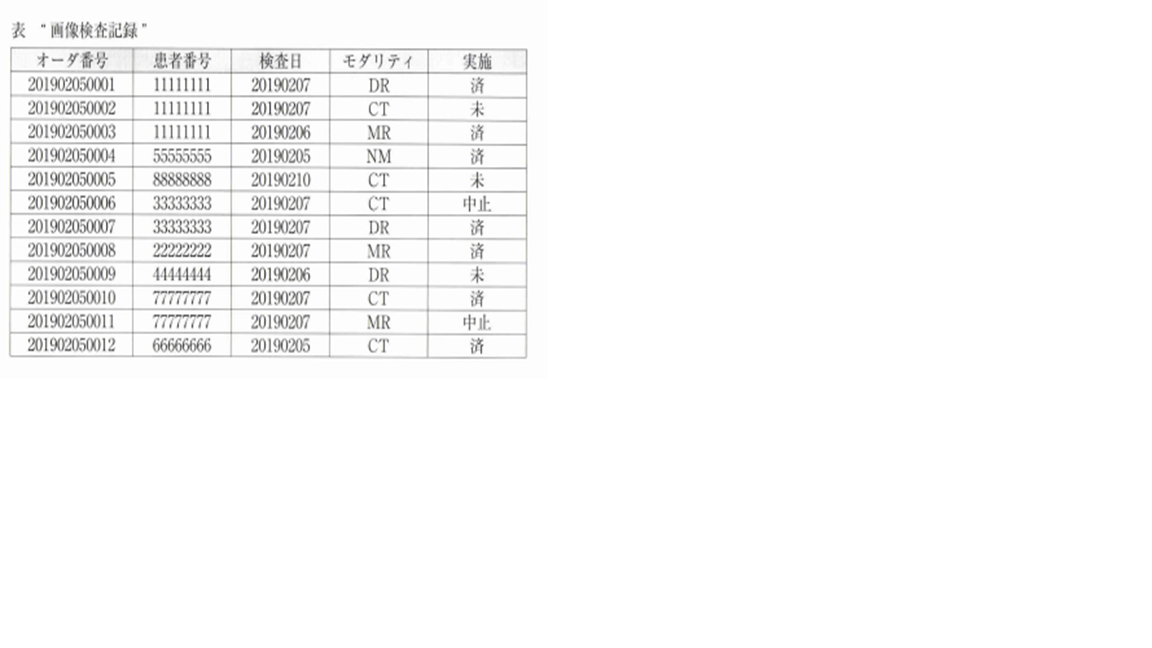 表 “画像検査記録”
オーダ番号 患者番号 検査日 モダリティ 実施
201902050001 11111111 20190207 DR 済
201902050002 11111111 20190207 CT 未
201902050003 11111111 20190206 MR 済
201902050004 55555555 20190205 NM 済
201902050005 88888888 20190210 CT 未
201902050006 33333333 20190207 CT 中止
201902050007 33333333 20190207 DR 済
201902050008 22222222 20190207 MR 済
201902050009 44444444 20190206 DR 未
201902050010 77777777 20190207 CT 済
201902050011 77777777 20190207 MR 中止
201902050012 66666666 20190205 CT 済